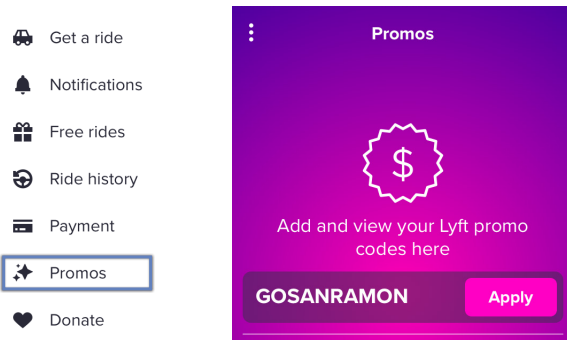 Get a ride
Notifications
Free rides
Ride history
Payment
Promos
Donate
Promos
$
Add and view your Lyft promo
codes here
GOSANRAMON
Apply